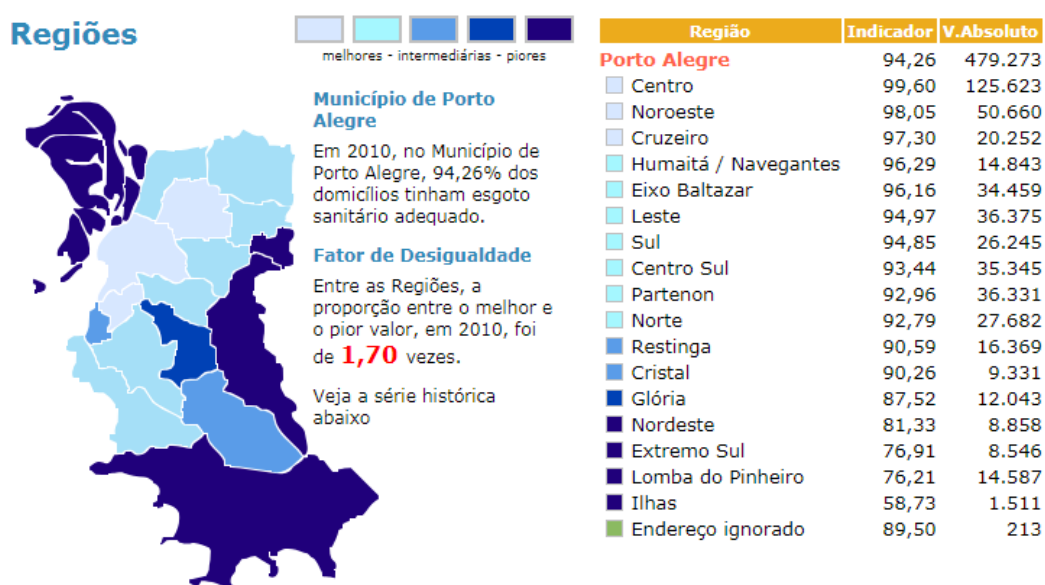 Regiões
melhores - intermediárias - piores
Município de Porto
Alegre
Em 2010, no Município de
Porto Alegre, 94,26% dos
domicílios tinham esgoto
sanitário adequado.
Fator de Desigualdade
Entre as Regiões, a
proporção entre o melhor e
o pior valor, em 2010, foi
de 1,70 vezes.
Veja a série histórica
abaixo
Região Indicador V.Absoluto
Porto Alegre 94,26 479.273
Centro 99,60 125.623
Noroeste 98,05 50.660
Cruzeiro 97,30 20.252
Humaitá / Navegantes 96,29 14.843
Eixo Baltazar 96,16 34.459
Leste 94,97 36.375
Sul 94,85 26.245
Centro Sul 93,44 35.345
Partenon 92,96 36.331
Norte 92,79 27.682
Restinga 90,59 16.369
Cristal 90,26 9.331
Glória 87,52 12.043
Nordeste 81,33 8.858
Extremo Sul 76,91 8.546
Lomba do Pinheiro 76,21 14.587
Ilhas 58,73 1.511
Endereço ignorado 89,50 213